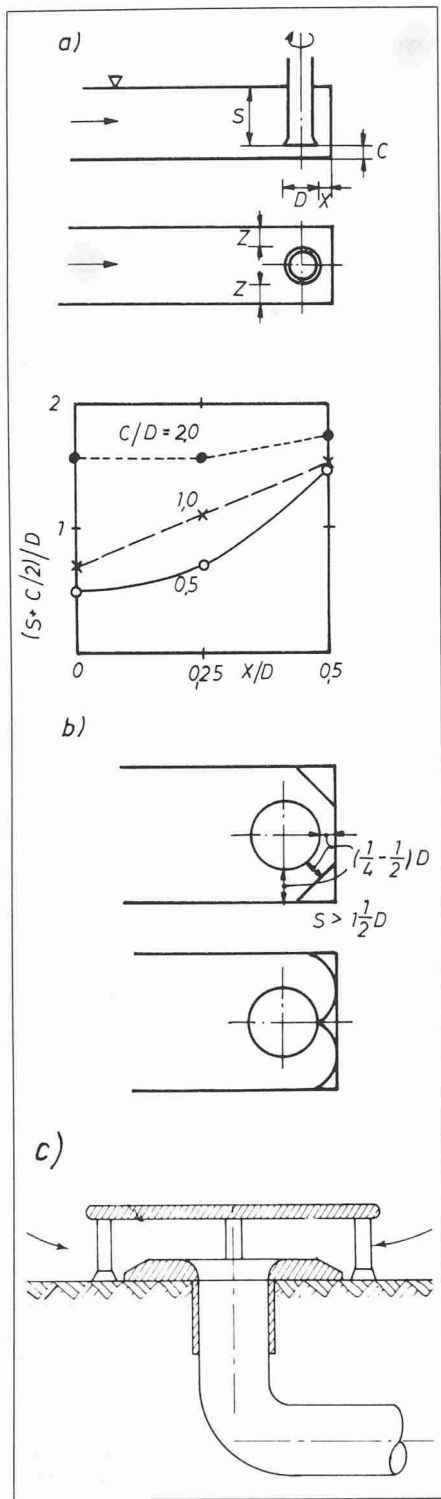 a)
S
C
D X
Z
Z
2
C/D = 2,0
1,0
1
0,5
(S + C/2)/D
0 0,25 X/D 0,5
b)
(1/4 - 1/2) D
S > 1 1/2 D
c)